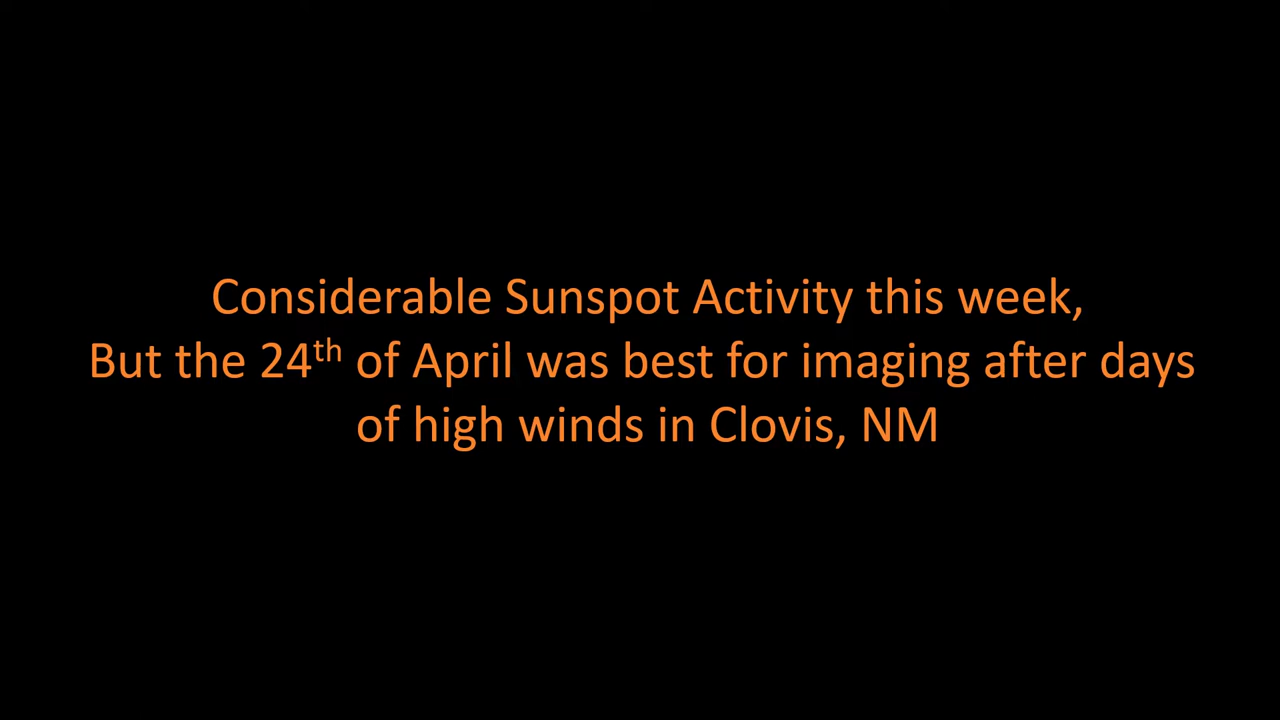 Considerable Sunspot Activity this week,
But the 24th of April was best for imaging after days
of high winds in Clovis, NM